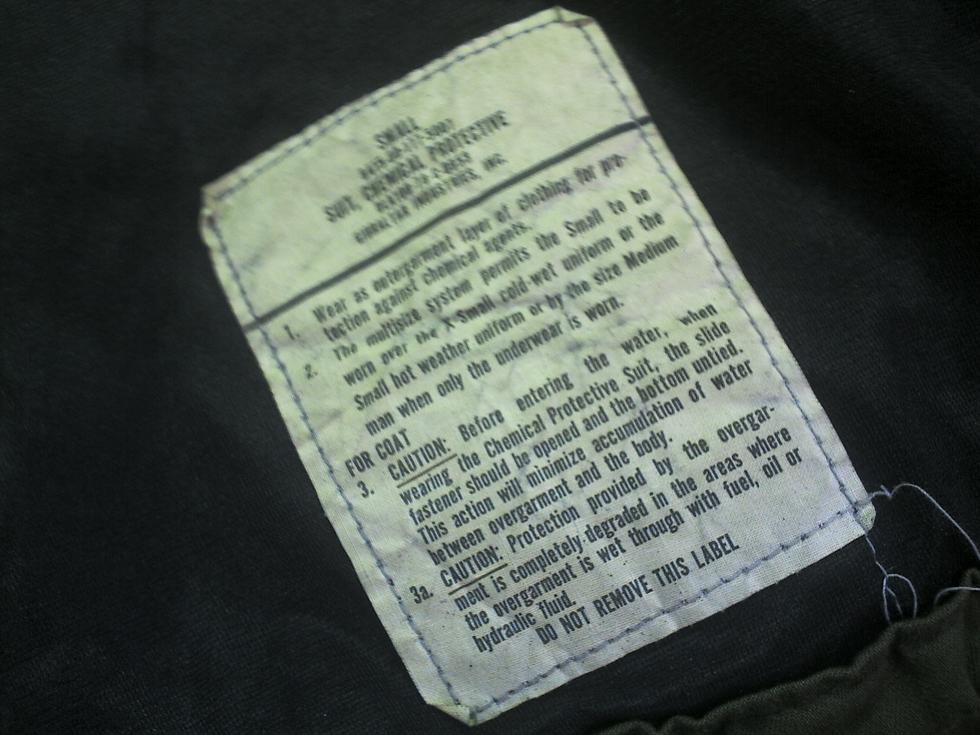 SMALL
SUIT, CHEMICAL PROTECTIVE
GIBRALTAR INDUSTRIES, INC.
1. Wear as outergarment layer of clothing for pro-
tection against chemical agents.
2. The multisize system permits the Small to be
worn over the X-Small cold-wet uniform or the
Small hot weather uniform or by the size Medium
man when only the underwear is worn.
FOR COAT
3. CAUTION: Before entering the water, when
wearing the Chemical Protective Suit, the slide
fastener should be opened and the bottom untied.
This action will minimize accumulation of water
between overgarment and the body.
3a. CAUTION: Protection provided by the overgar-
ment is completely degraded in the areas where
the overgarment is wet through with fuel, oil or
hydraulic fluid.
DO NOT REMOVE THIS LABEL